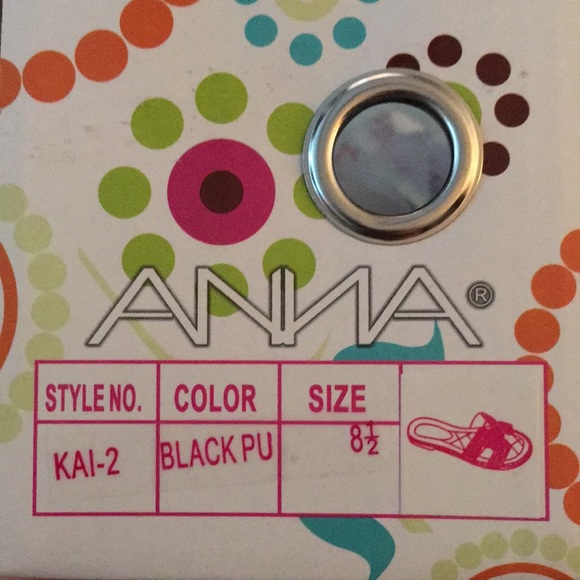 ANNA®
STYLE NO. COLOR SIZE
KAI-2 BLACK PU 8½